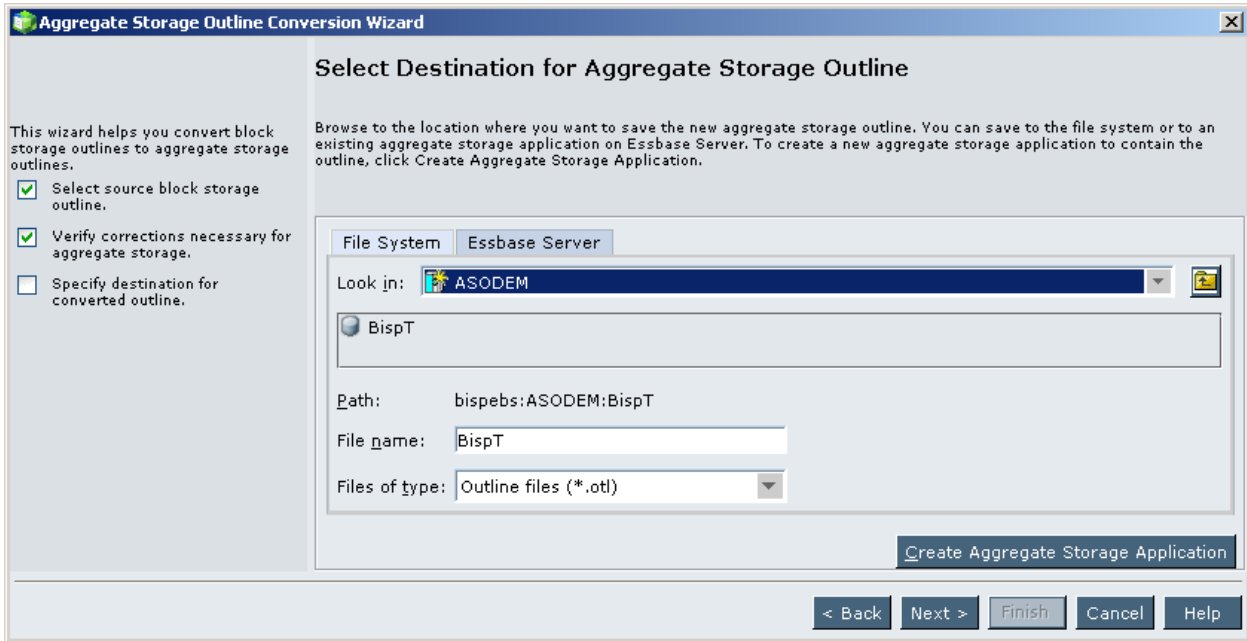 Aggregate Storage Outline Conversion Wizard
This wizard helps you convert block
storage outlines to aggregate storage
outlines.
Select source block storage
outline.
Verify corrections necessary for
aggregate storage.
Specify destination for
converted outline.
Select Destination for Aggregate Storage Outline
Browse to the location where you want to save the new aggregate storage outline. You can save to the file system or to an
existing aggregate storage application on Essbase Server. To create a new aggregate storage application to contain the
outline, click Create Aggregate Storage Application.
File System Essbase Server
Look in: ASODEM
BispT
Path: bispebs:ASODEM:BispT
File name: BispT
Files of type: Outline files (*.otl)
Create Aggregate Storage Application
< Back Next > Finish Cancel Help